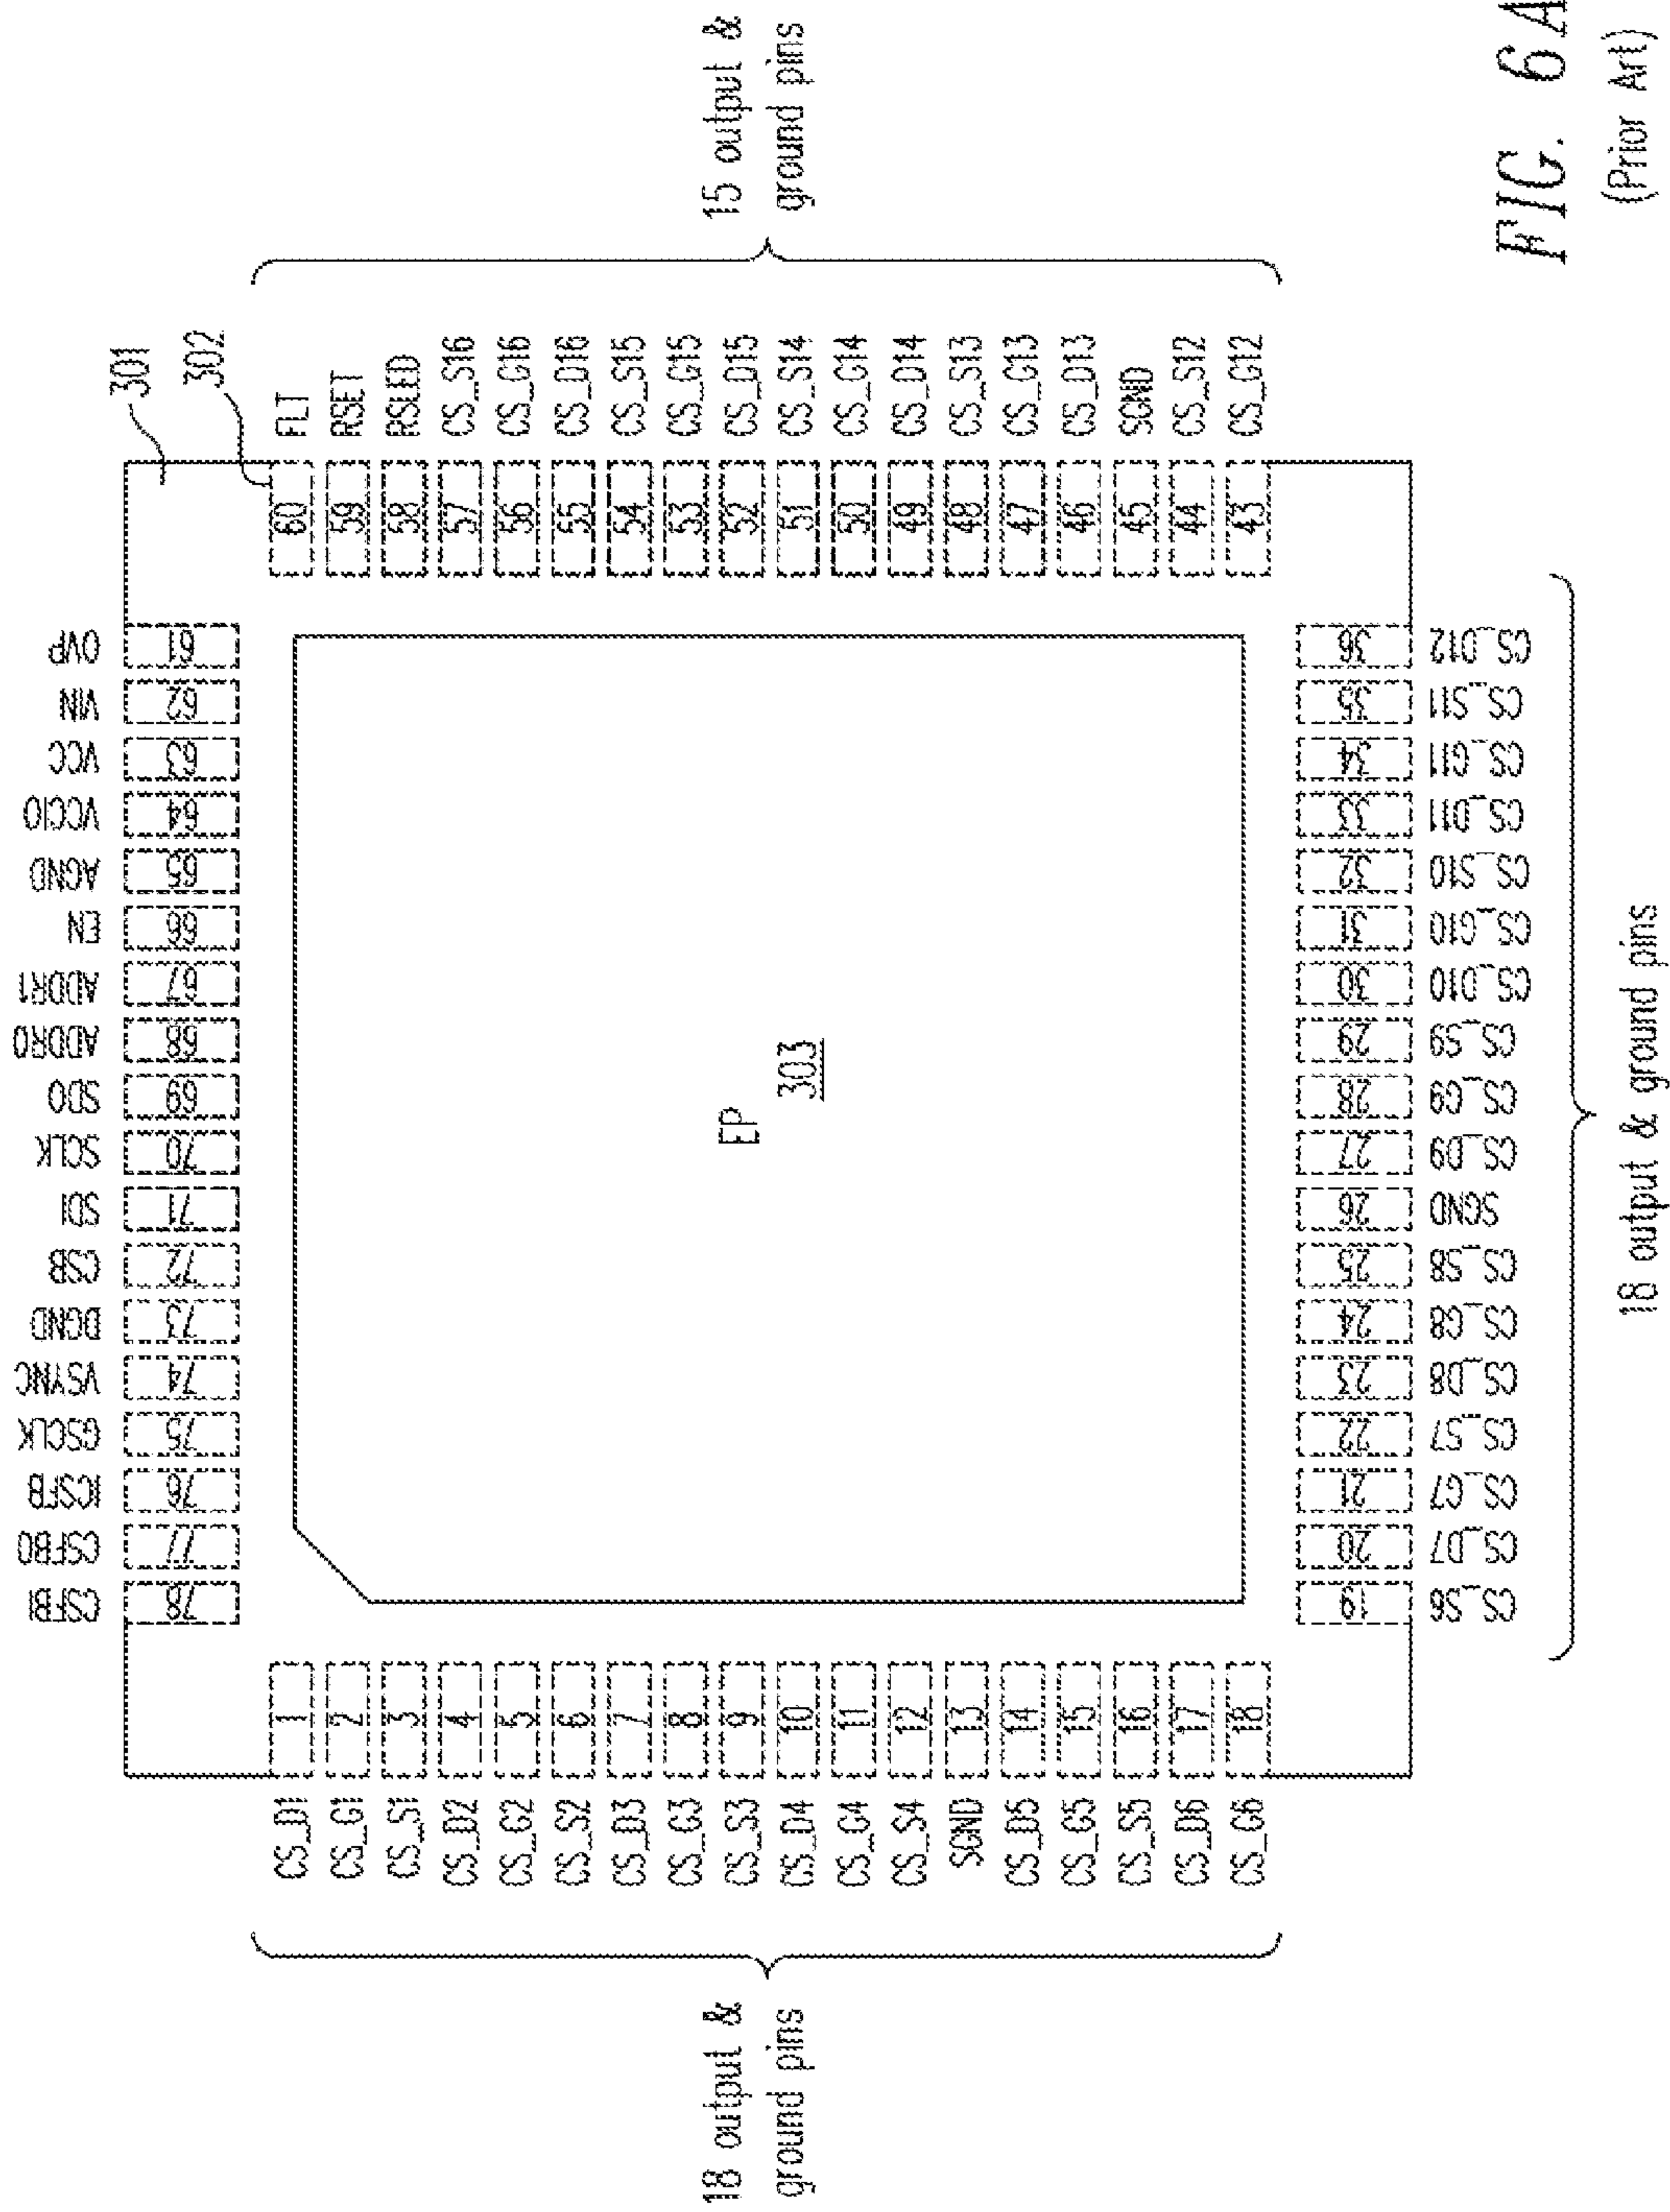 15 output &
ground pins
301
302
FLT
RSET
RSLED
CS_S16
CS_G16
CS_D16
CS_S15
CS_G15
CS_D15
CS_S14
CS_G14
CS_D14
CS_S13
CS_G13
CS_D13
SGND
CS_S12
CS_G12
60
59
58
57
56
55
54
53
52
51
50
49
48
47
46
45
44
43
OVP 61
VIN 62
VCC 63
VCCIO 64
AGND 65
EN 66
ADDR1 67
ADDR0 68
SDO 69
SCLK 70
SDI 71
CSB 72
DGND 73
VSYNC 74
GSCLK 75
ICSFB 76
CSFBO 77
CSFBI 78
EP
303
36 CS_D12
35 CS_S11
34 CS_G11
33 CS_D11
32 CS_S10
31 CS_G10
30 CS_D10
29 CS_S9
28 CS_G9
27 CS_D9
26 SGND
25 CS_S8
24 CS_G8
23 CS_D8
22 CS_S7
21 CS_G7
20 CS_D7
19 CS_S6
18 output & ground pins
1
2
3
4
5
6
7
8
9
10
11
12
13
14
15
16
17
18
CS_D1
CS_G1
CS_S1
CS_D2
CS_G2
CS_S2
CS_D3
CS_G3
CS_S3
CS_D4
CS_G4
CS_S4
SGND
CS_D5
CS_G5
CS_S5
CS_D6
CS_G6
18 output &
ground pins
FIG. 6A
(Prior Art)